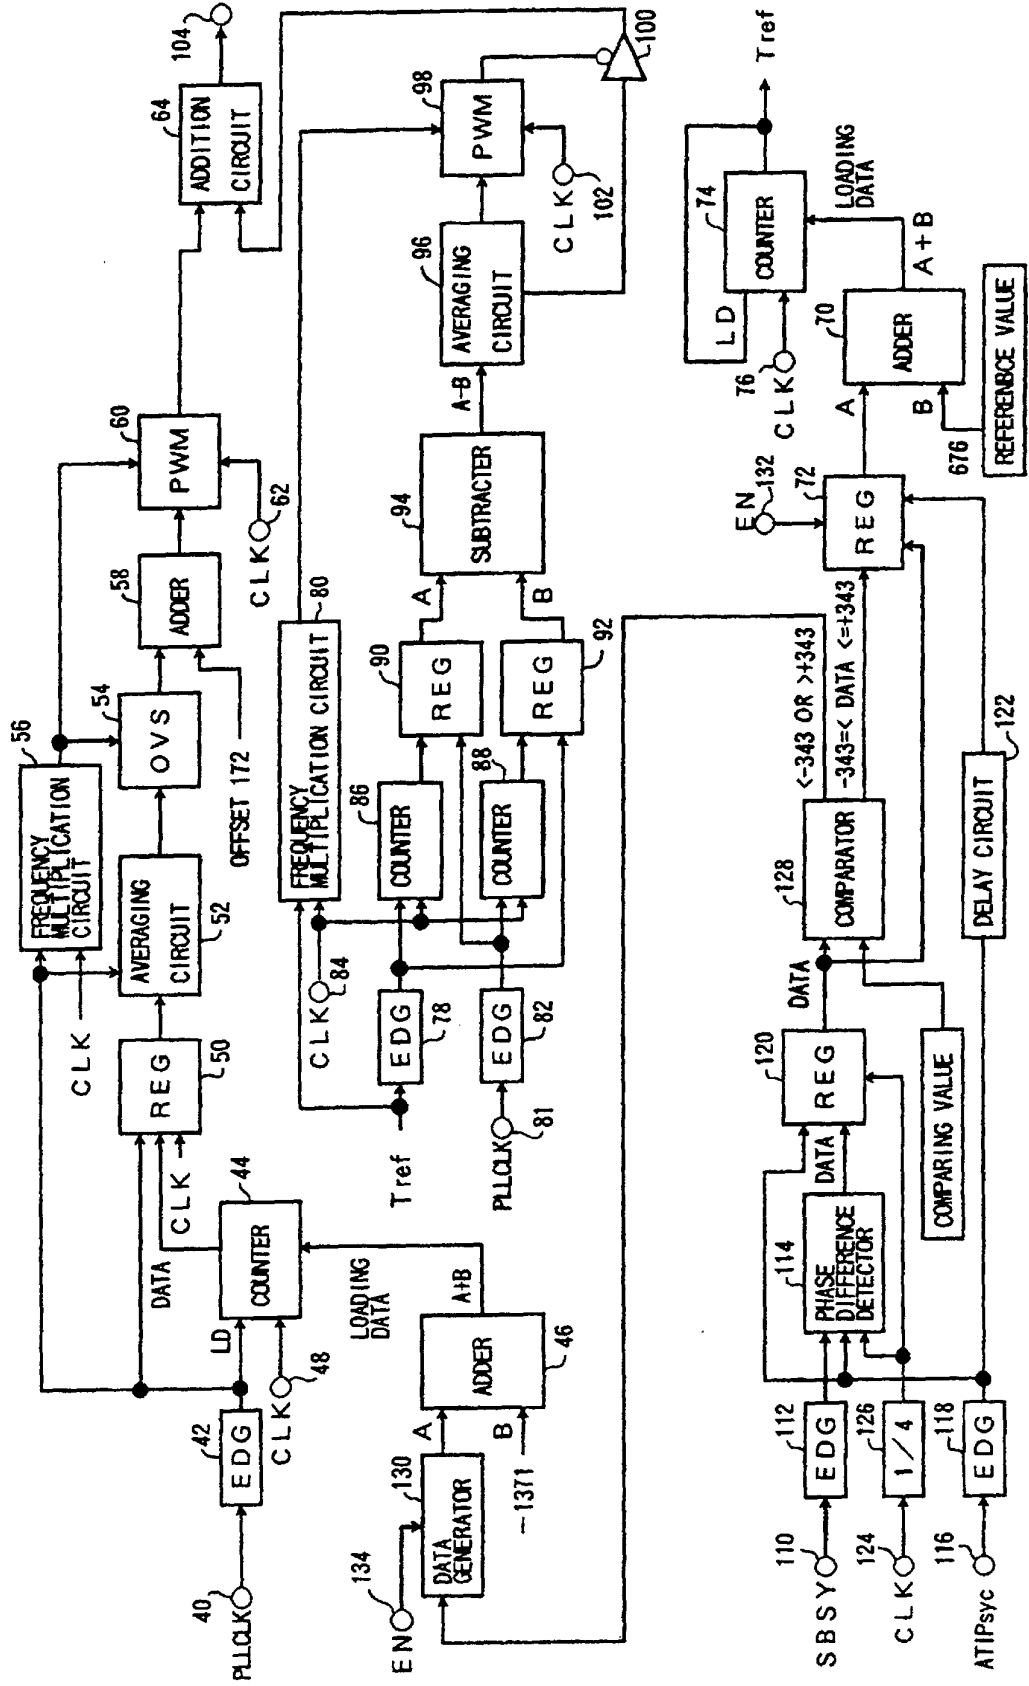 PLLCLK
40
EDG
42
LD
CLK
48
COUNTER
44
DATA
CLK
REG
50
CLK
FREQUENCY
MULTIPLICATION
CIRCUIT
56
AVERAGING
CIRCUIT
52
OVS
54
OFFSET 172
ADDER
58
PWM
60
CLK
62
ADDITION
CIRCUIT
64
104
EN
134
DATA
GENERATOR
130
A
B
-1371
ADDER
46
A+B
LOADING
DATA
Tref
EDG
78
PLLCLK
81
EDG
82
CLK
84
FREQUENCY
MULTIPLICATION CIRCUIT
80
COUNTER
86
COUNTER
88
REG
90
REG
92
A
B
SUBTRACTER
94
A-B
AVERAGING
CIRCUIT
96
PWM
98
CLK
102
100
SBSY
110
EDG
112
CLK
124
1/4
126
ATIPsyc
116
EDG
118
PHASE
DIFFERENCE
DETECTOR
114
DATA
REG
120
DATA
COMPARING VALUE
COMPARATOR
128
<-343 OR >+343
-343=< DATA <=+343
DELAY CIRCUIT
122
EN
132
REG
72
A
B
676
REFERENBCE VALUE
ADDER
70
A+B
LOADING
DATA
CLK
76
LD
COUNTER
74
Tref